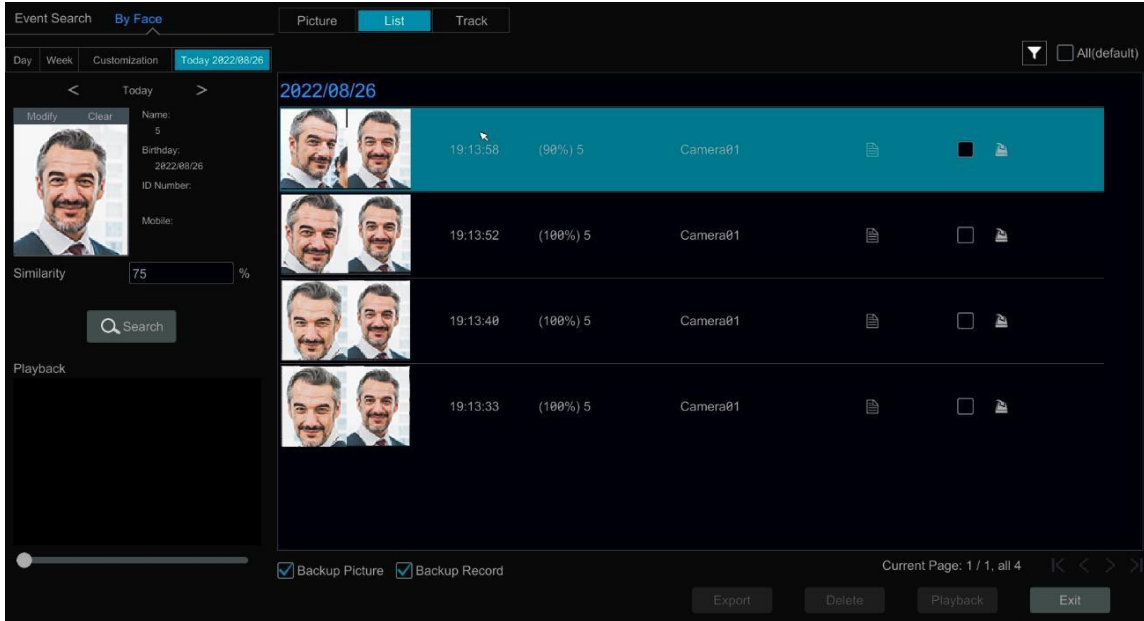 Event Search By Face
Picture List Track
Day Week Customization Today 2022/08/26
All(default)
< Today >
2022/08/26
Modify Clear
Name:
5
Birthday:
2022/08/26
ID Number:
Mobile:
Similarity 75 %
Search
Playback
19:13:58 (90%) 5 Camera01
19:13:52 (100%) 5 Camera01
19:13:40 (100%) 5 Camera01
19:13:33 (100%) 5 Camera01
Backup Picture Backup Record
Current Page: 1 / 1, all 4
Export Delete Playback Exit